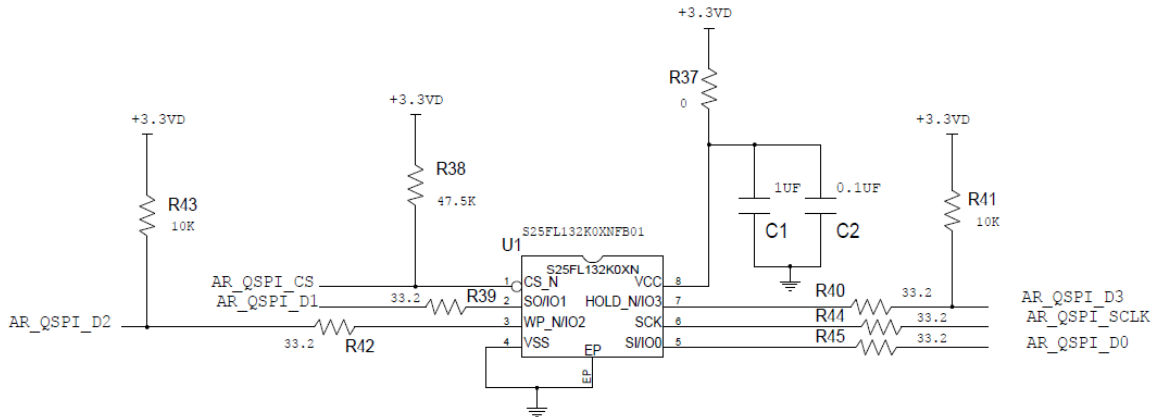 +3.3VD
R37
0
+3.3VD
+3.3VD
+3.3VD
R38
47.5K
R43
10K
1UF
0.1UF
C1
C2
R41
10K
S25FL132K0XNFB01
U1
S25FL132K0XN
AR_QSPI_CS
1
CS_N
VCC
8
AR_QSPI_D1
33.2
R39
2
SO/IO1
HOLD_N/IO3
7
R40
33.2
AR_QSPI_D3
AR_QSPI_D2
33.2
R42
3
WP_N/IO2
SCK
6
R44
33.2
AR_QSPI_SCLK
4
VSS
SI/IO0
5
R45
33.2
AR_QSPI_D0
EP
EP